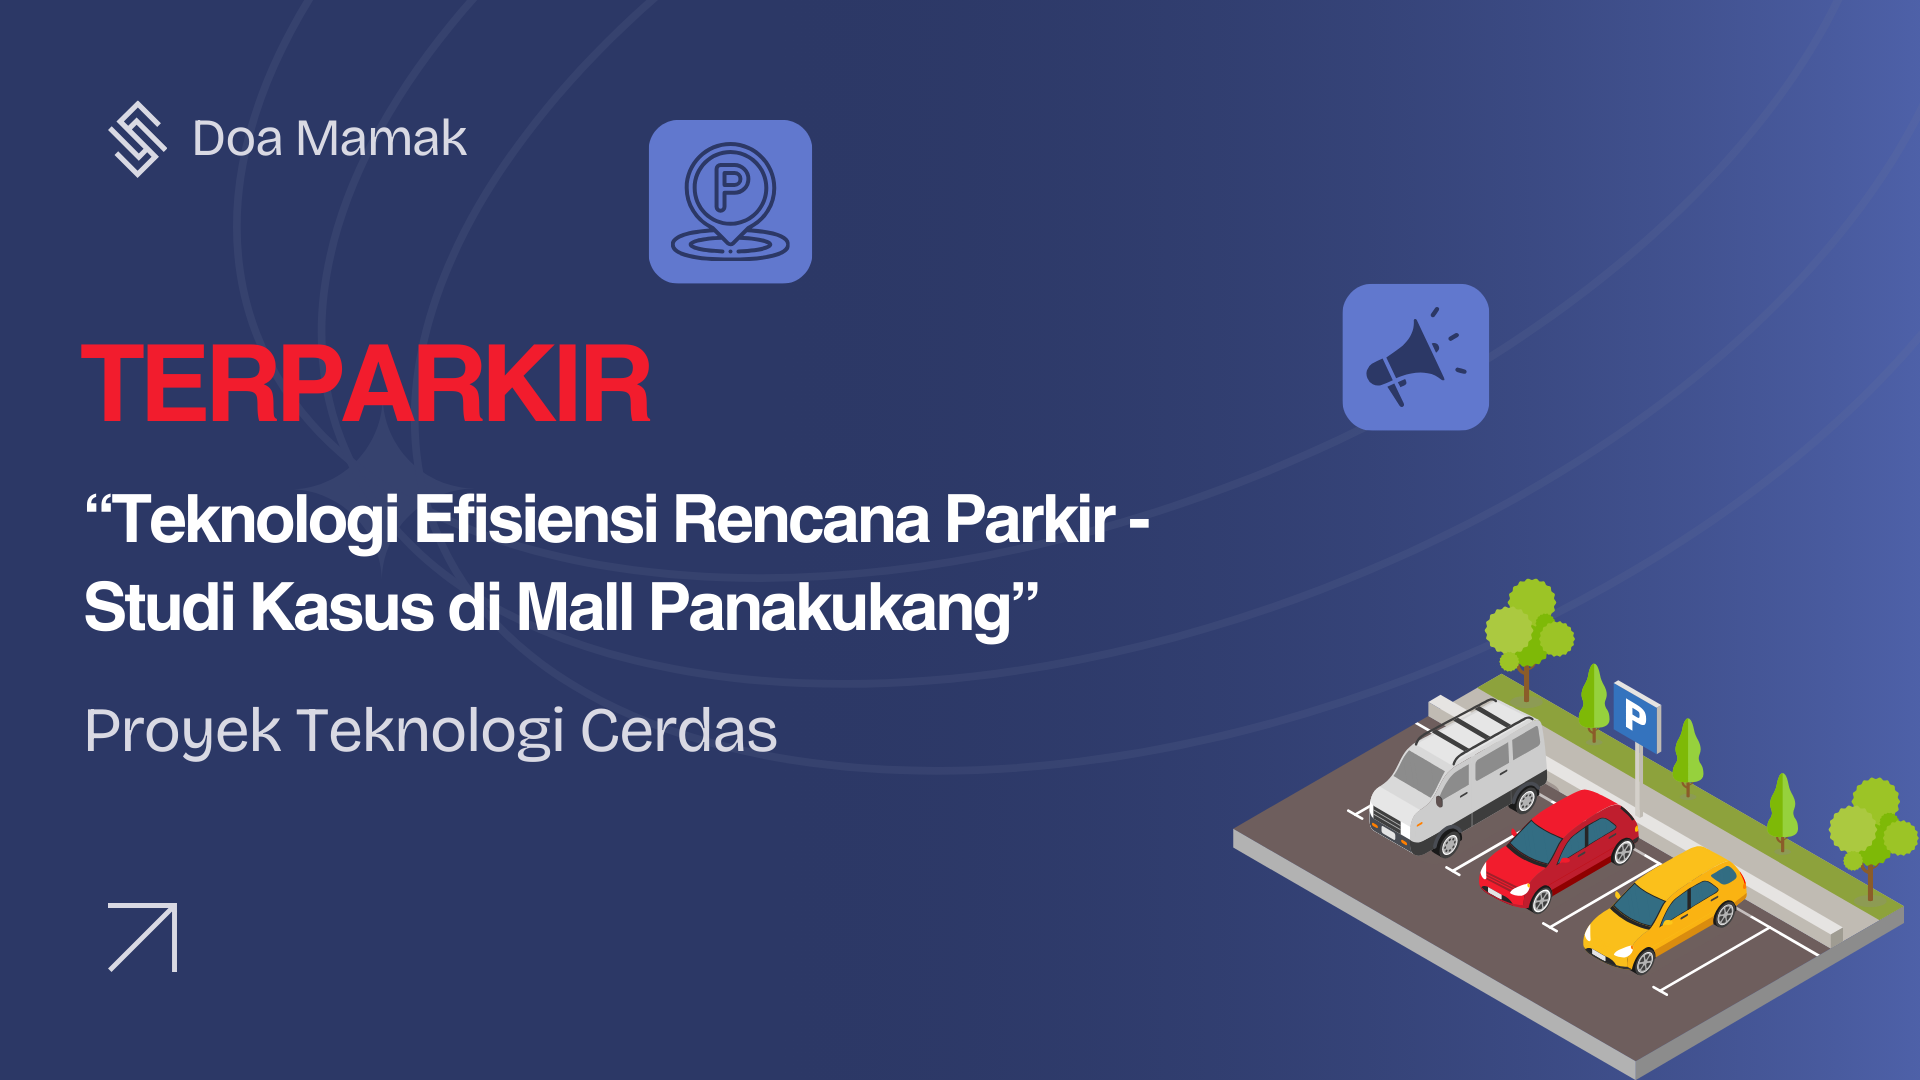 Doa Mamak
P
TERPARKIR
“Teknologi Efisiensi Rencana Parkir -
Studi Kasus di Mall Panakukang”
Proyek Teknologi Cerdas
P